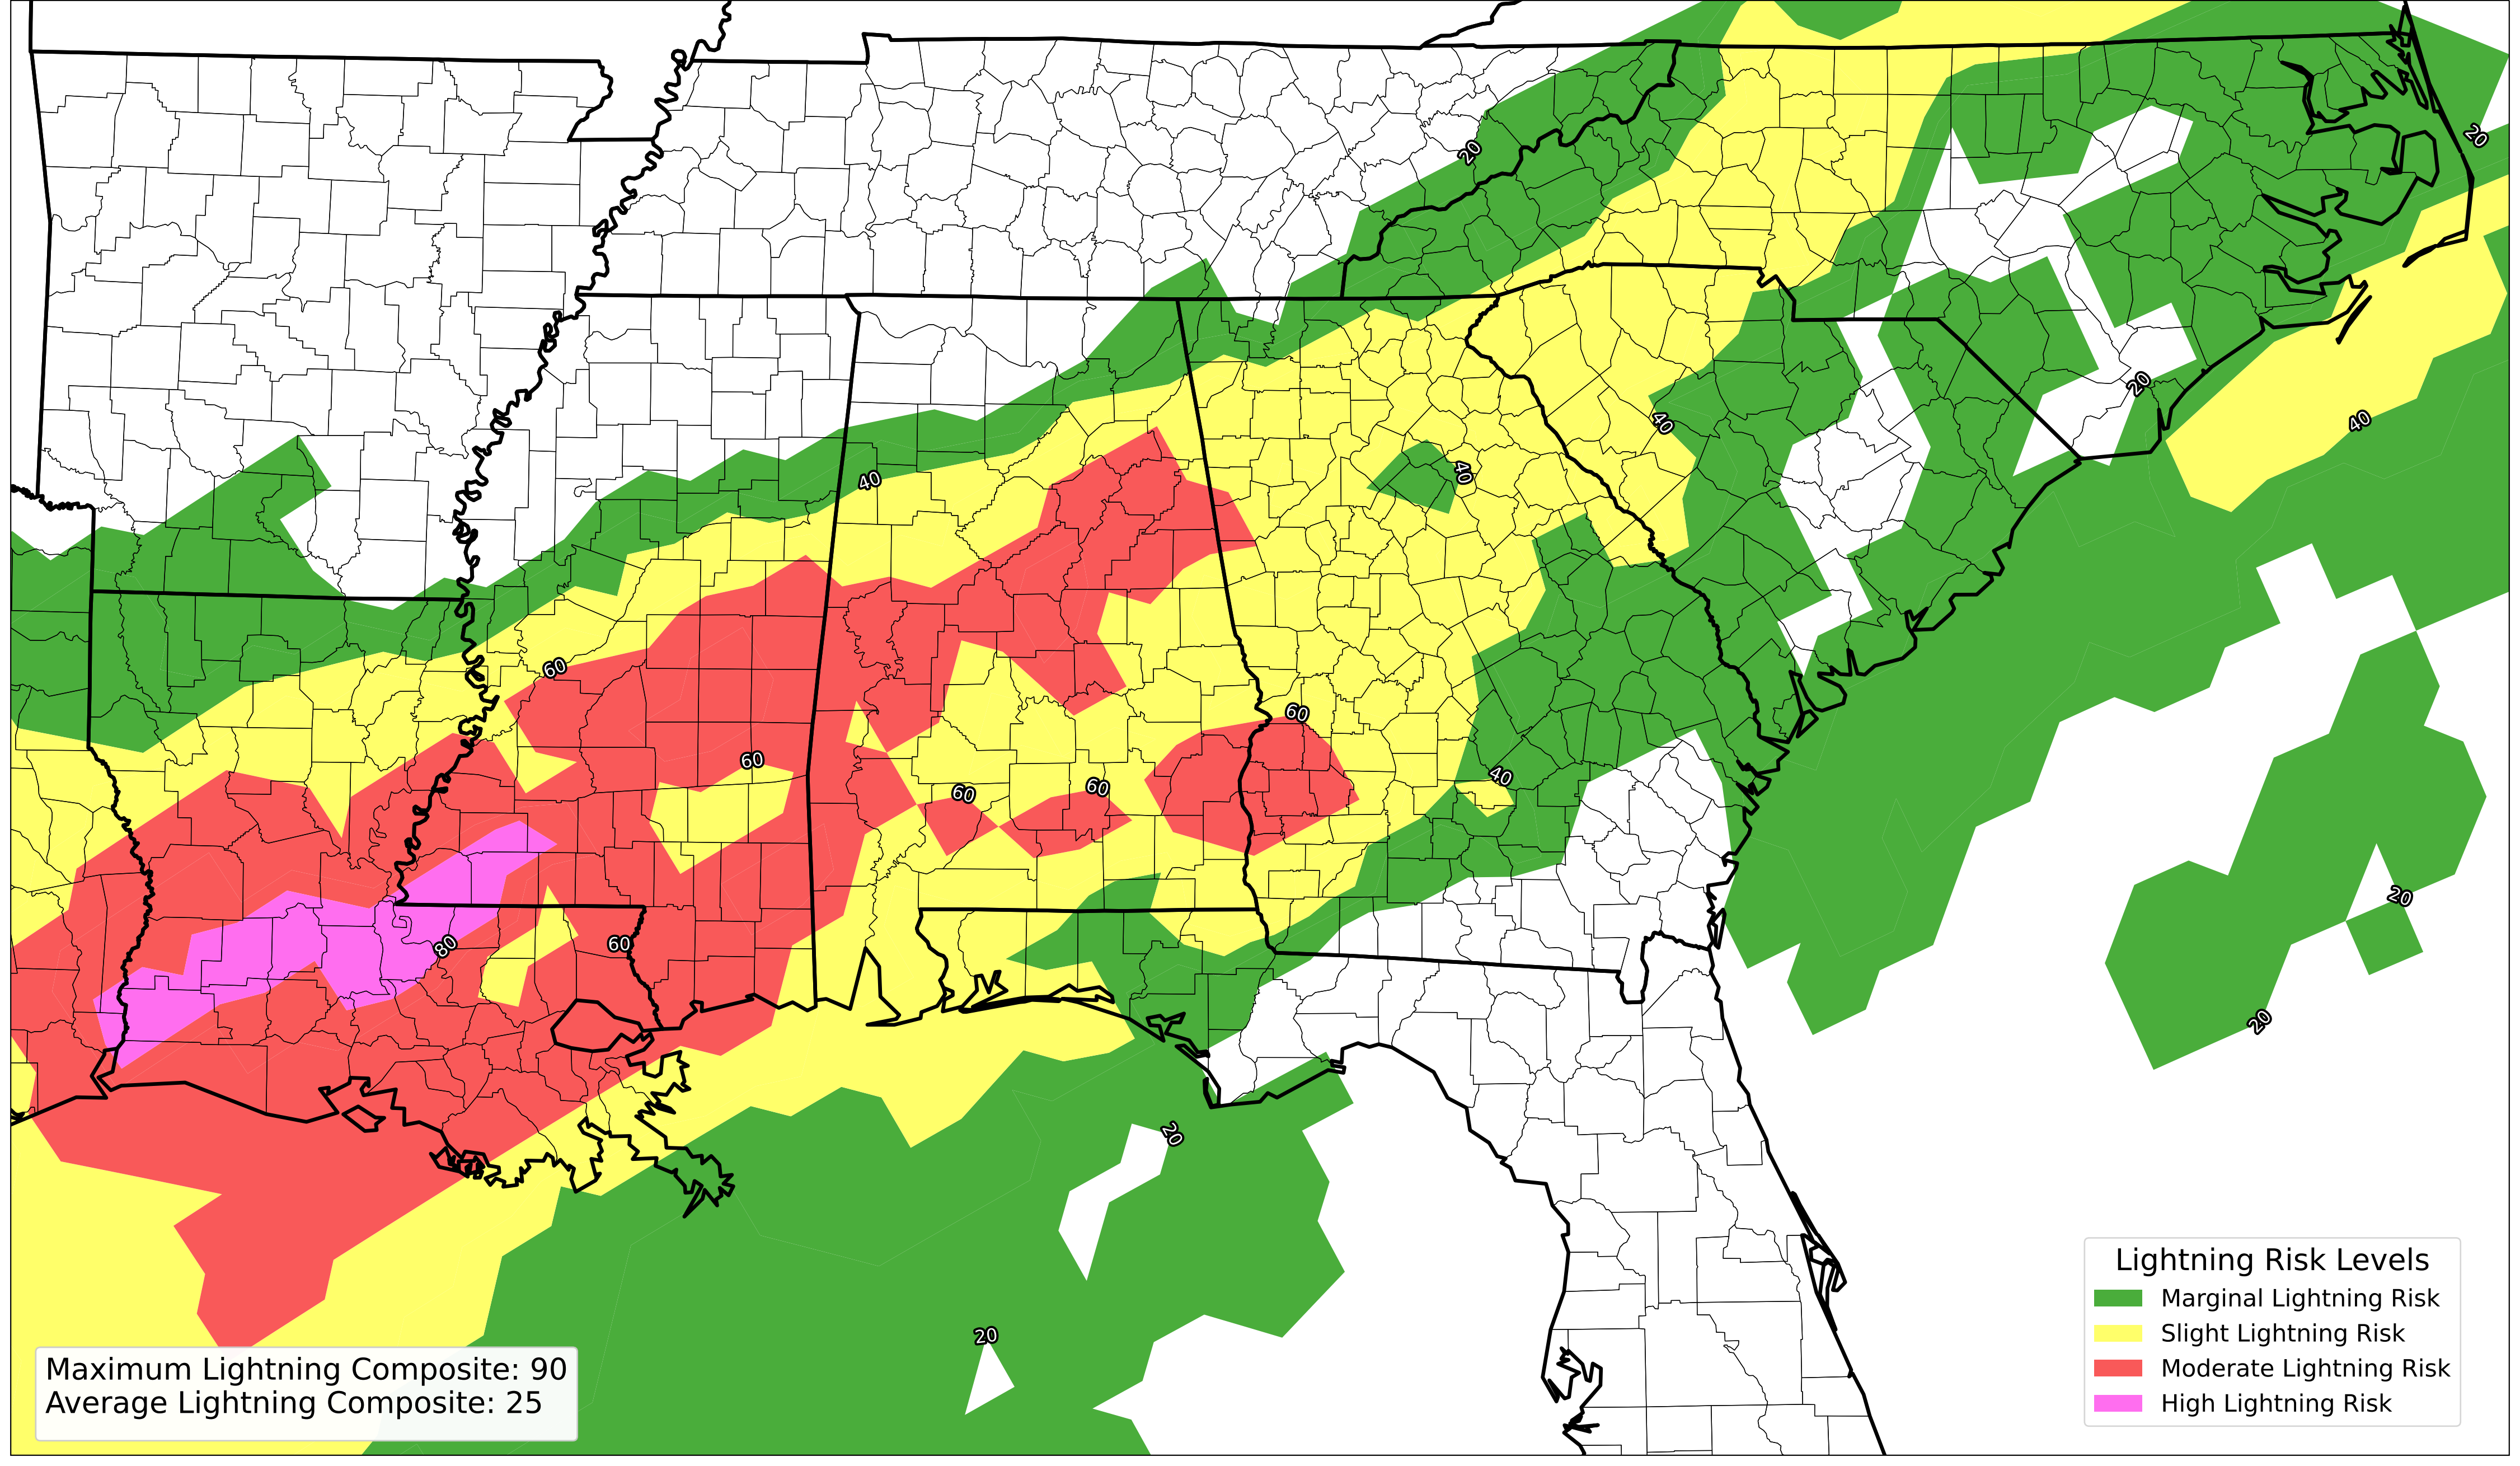 20
20
20
40
40
40
40
60
60
40
60
60
60
80
60
20
20
20
20
Lightning Risk Levels
Marginal Lightning Risk
Slight Lightning Risk
Moderate Lightning Risk
High Lightning Risk
Maximum Lightning Composite: 90
Average Lightning Composite: 25